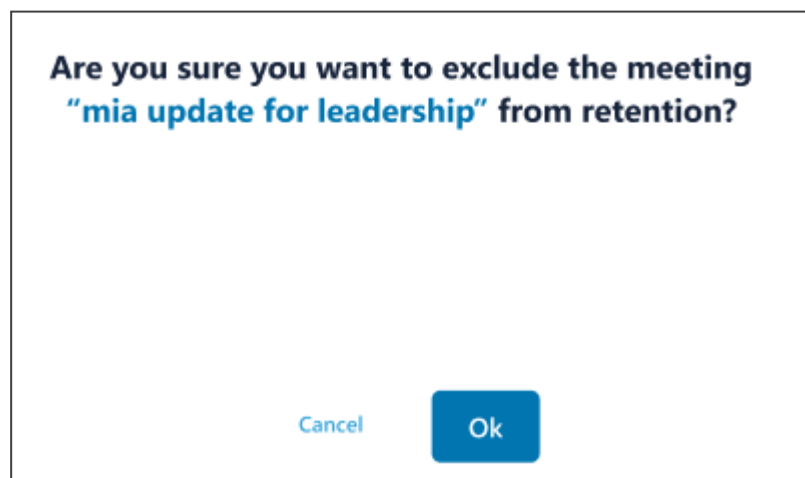 Are you sure you want to exclude the meeting
“mia update for leadership” from retention?
Cancel
Ok